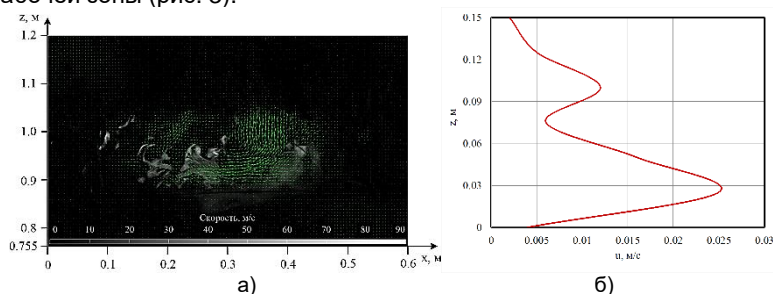 рабочей зоны (рис. 3).
z, м
1.2
1.1
1.0
0.9
0.8
0.755
Скорость, м/с
0 10 20 30 40 50 60 70 80 90
0 0.1 0.2 0.3 0.4 0.5 0.6 x, м
а)
z, м
0.15
0.12
0.09
0.06
0.03
0
0 0.005 0.01 0.015 0.02 0.025 0.03
u, м/с
б)